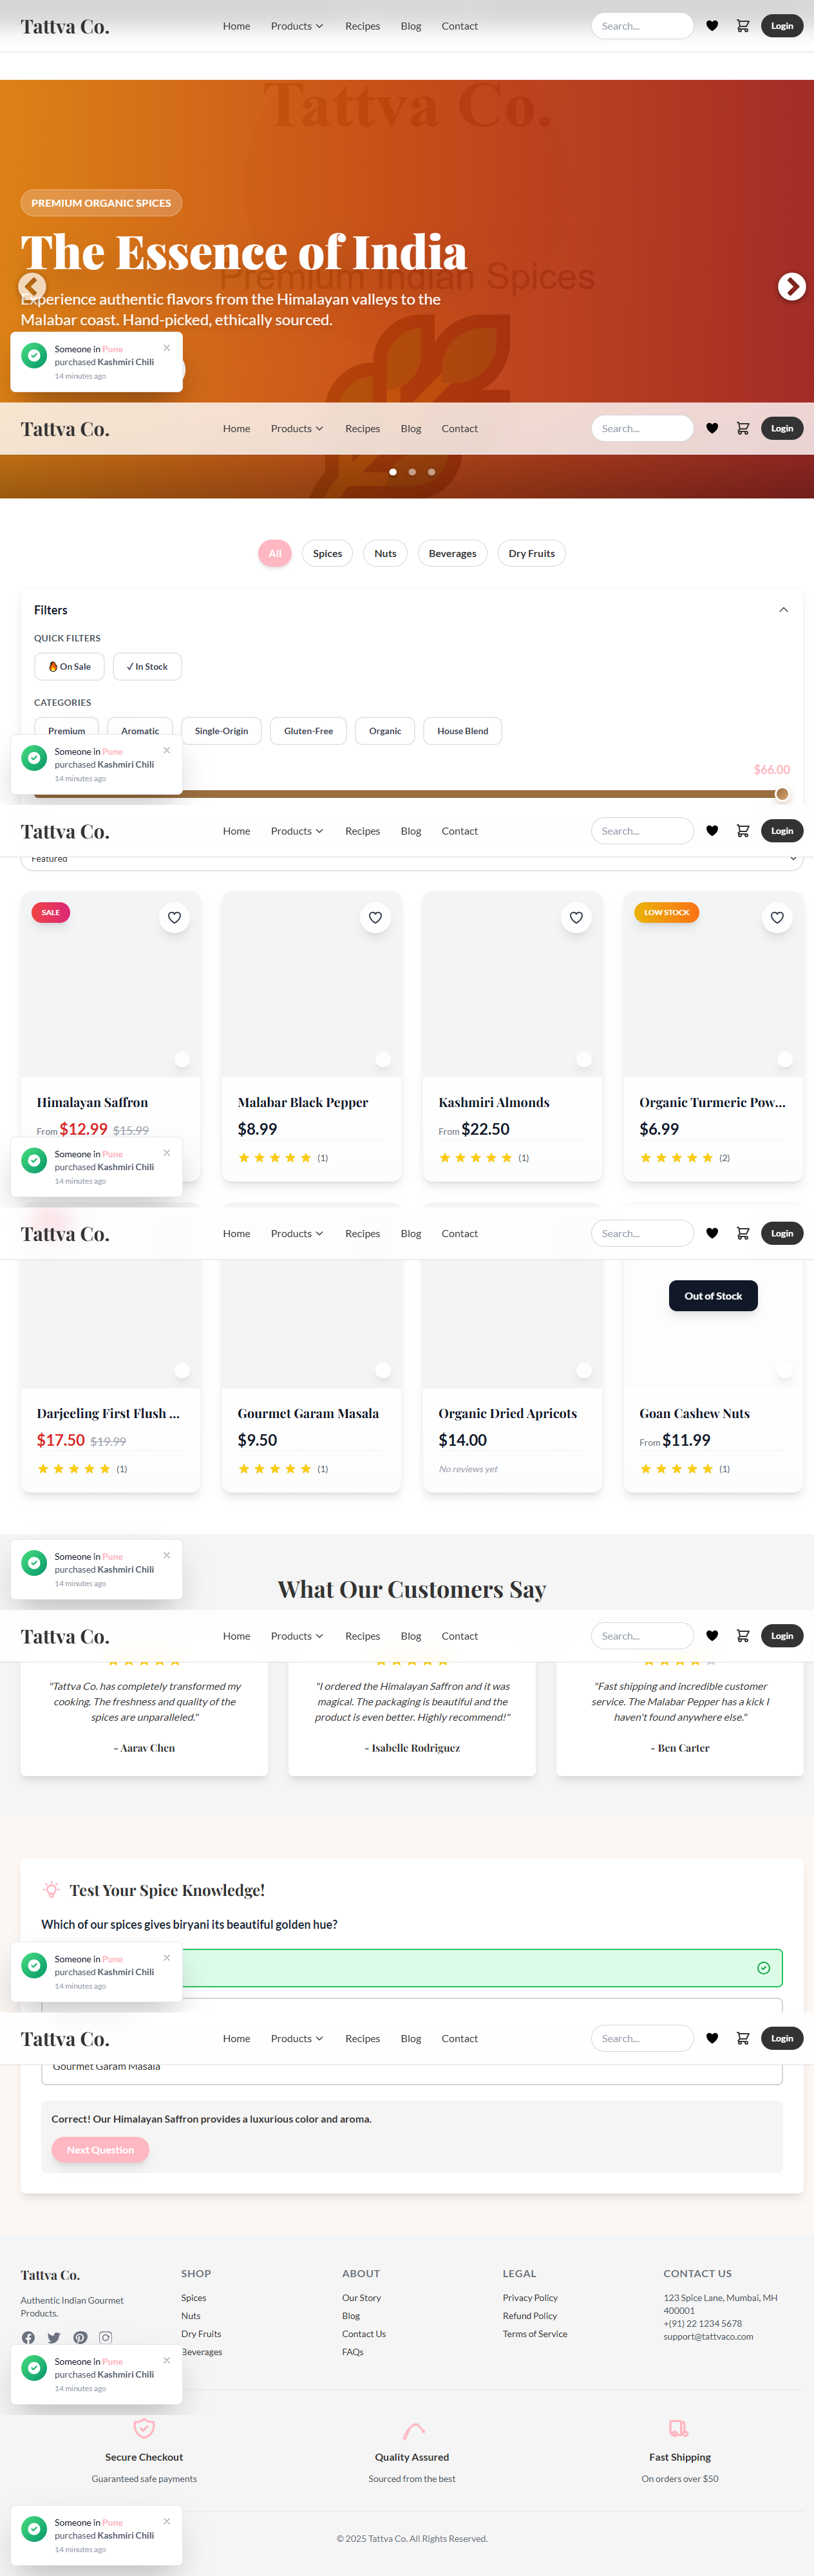 Tattva Co.
Home Products Recipes Blog Contact
Search...
Login
Tattva Co.
PREMIUM ORGANIC SPICES
The Essence of India
Premium Indian Spices
Experience authentic flavors from the Himalayan valleys to the
Malabar coast. Hand-picked, ethically sourced.
Someone in Pune
purchased Kashmiri Chili
14 minutes ago
Tattva Co.
Home Products Recipes Blog Contact
Search...
Login
All Spices Nuts Beverages Dry Fruits
Filters
QUICK FILTERS
🔥 On Sale ✓ In Stock
CATEGORIES
Premium Aromatic Single-Origin Gluten-Free Organic House Blend
Someone in Pune
purchased Kashmiri Chili
14 minutes ago
$66.00
Tattva Co.
Home Products Recipes Blog Contact
Search...
Login
Featured
SALE
LOW STOCK
Himalayan Saffron
From $12.99 $15.99
Malabar Black Pepper
$8.99
(1)
Kashmiri Almonds
From $22.50
(1)
Organic Turmeric Pow...
$6.99
(2)
Someone in Pune
purchased Kashmiri Chili
14 minutes ago
Tattva Co.
Home Products Recipes Blog Contact
Search...
Login
Out of Stock
Darjeeling First Flush ...
$17.50 $19.99
(1)
Gourmet Garam Masala
$9.50
(1)
Organic Dried Apricots
$14.00
No reviews yet
Goan Cashew Nuts
From $11.99
(1)
Someone in Pune
purchased Kashmiri Chili
14 minutes ago
What Our Customers Say
Tattva Co.
Home Products Recipes Blog Contact
Search...
Login
"Tattva Co. has completely transformed my
cooking. The freshness and quality of the
spices are unparalleled."
- Aarav Chen
"I ordered the Himalayan Saffron and it was
magical. The packaging is beautiful and the
product is even better. Highly recommend!"
- Isabelle Rodriguez
"Fast shipping and incredible customer
service. The Malabar Pepper has a kick I
haven't found anywhere else."
- Ben Carter
Test Your Spice Knowledge!
Which of our spices gives biryani its beautiful golden hue?
Someone in Pune
purchased Kashmiri Chili
14 minutes ago
Tattva Co.
Home Products Recipes Blog Contact
Search...
Login
Gourmet Garam Masala
Correct! Our Himalayan Saffron provides a luxurious color and aroma.
Next Question
Tattva Co.
Authentic Indian Gourmet
Products.
SHOP
Spices
Nuts
Dry Fruits
Beverages
ABOUT
Our Story
Blog
Contact Us
FAQs
LEGAL
Privacy Policy
Refund Policy
Terms of Service
CONTACT US
123 Spice Lane, Mumbai, MH
400001
+(91) 22 1234 5678
support@tattvaco.com
Someone in Pune
purchased Kashmiri Chili
14 minutes ago
Secure Checkout
Guaranteed safe payments
Quality Assured
Sourced from the best
Fast Shipping
On orders over $50
Someone in Pune
purchased Kashmiri Chili
14 minutes ago
© 2025 Tattva Co. All Rights Reserved.